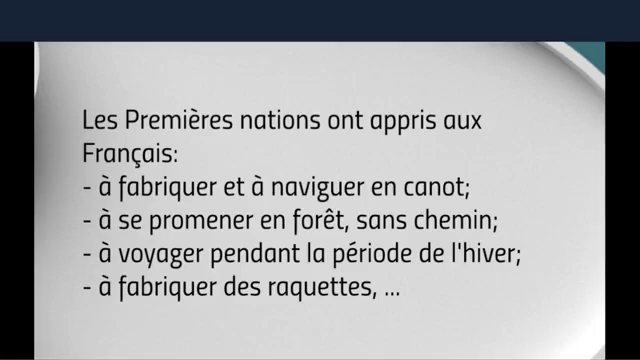 Les Premières nations ont appris aux
Français:
- à fabriquer et à naviguer en canot;
- à se promener en forêt, sans chemin;
- à voyager pendant la période de l'hiver;
- à fabriquer des raquettes, ...